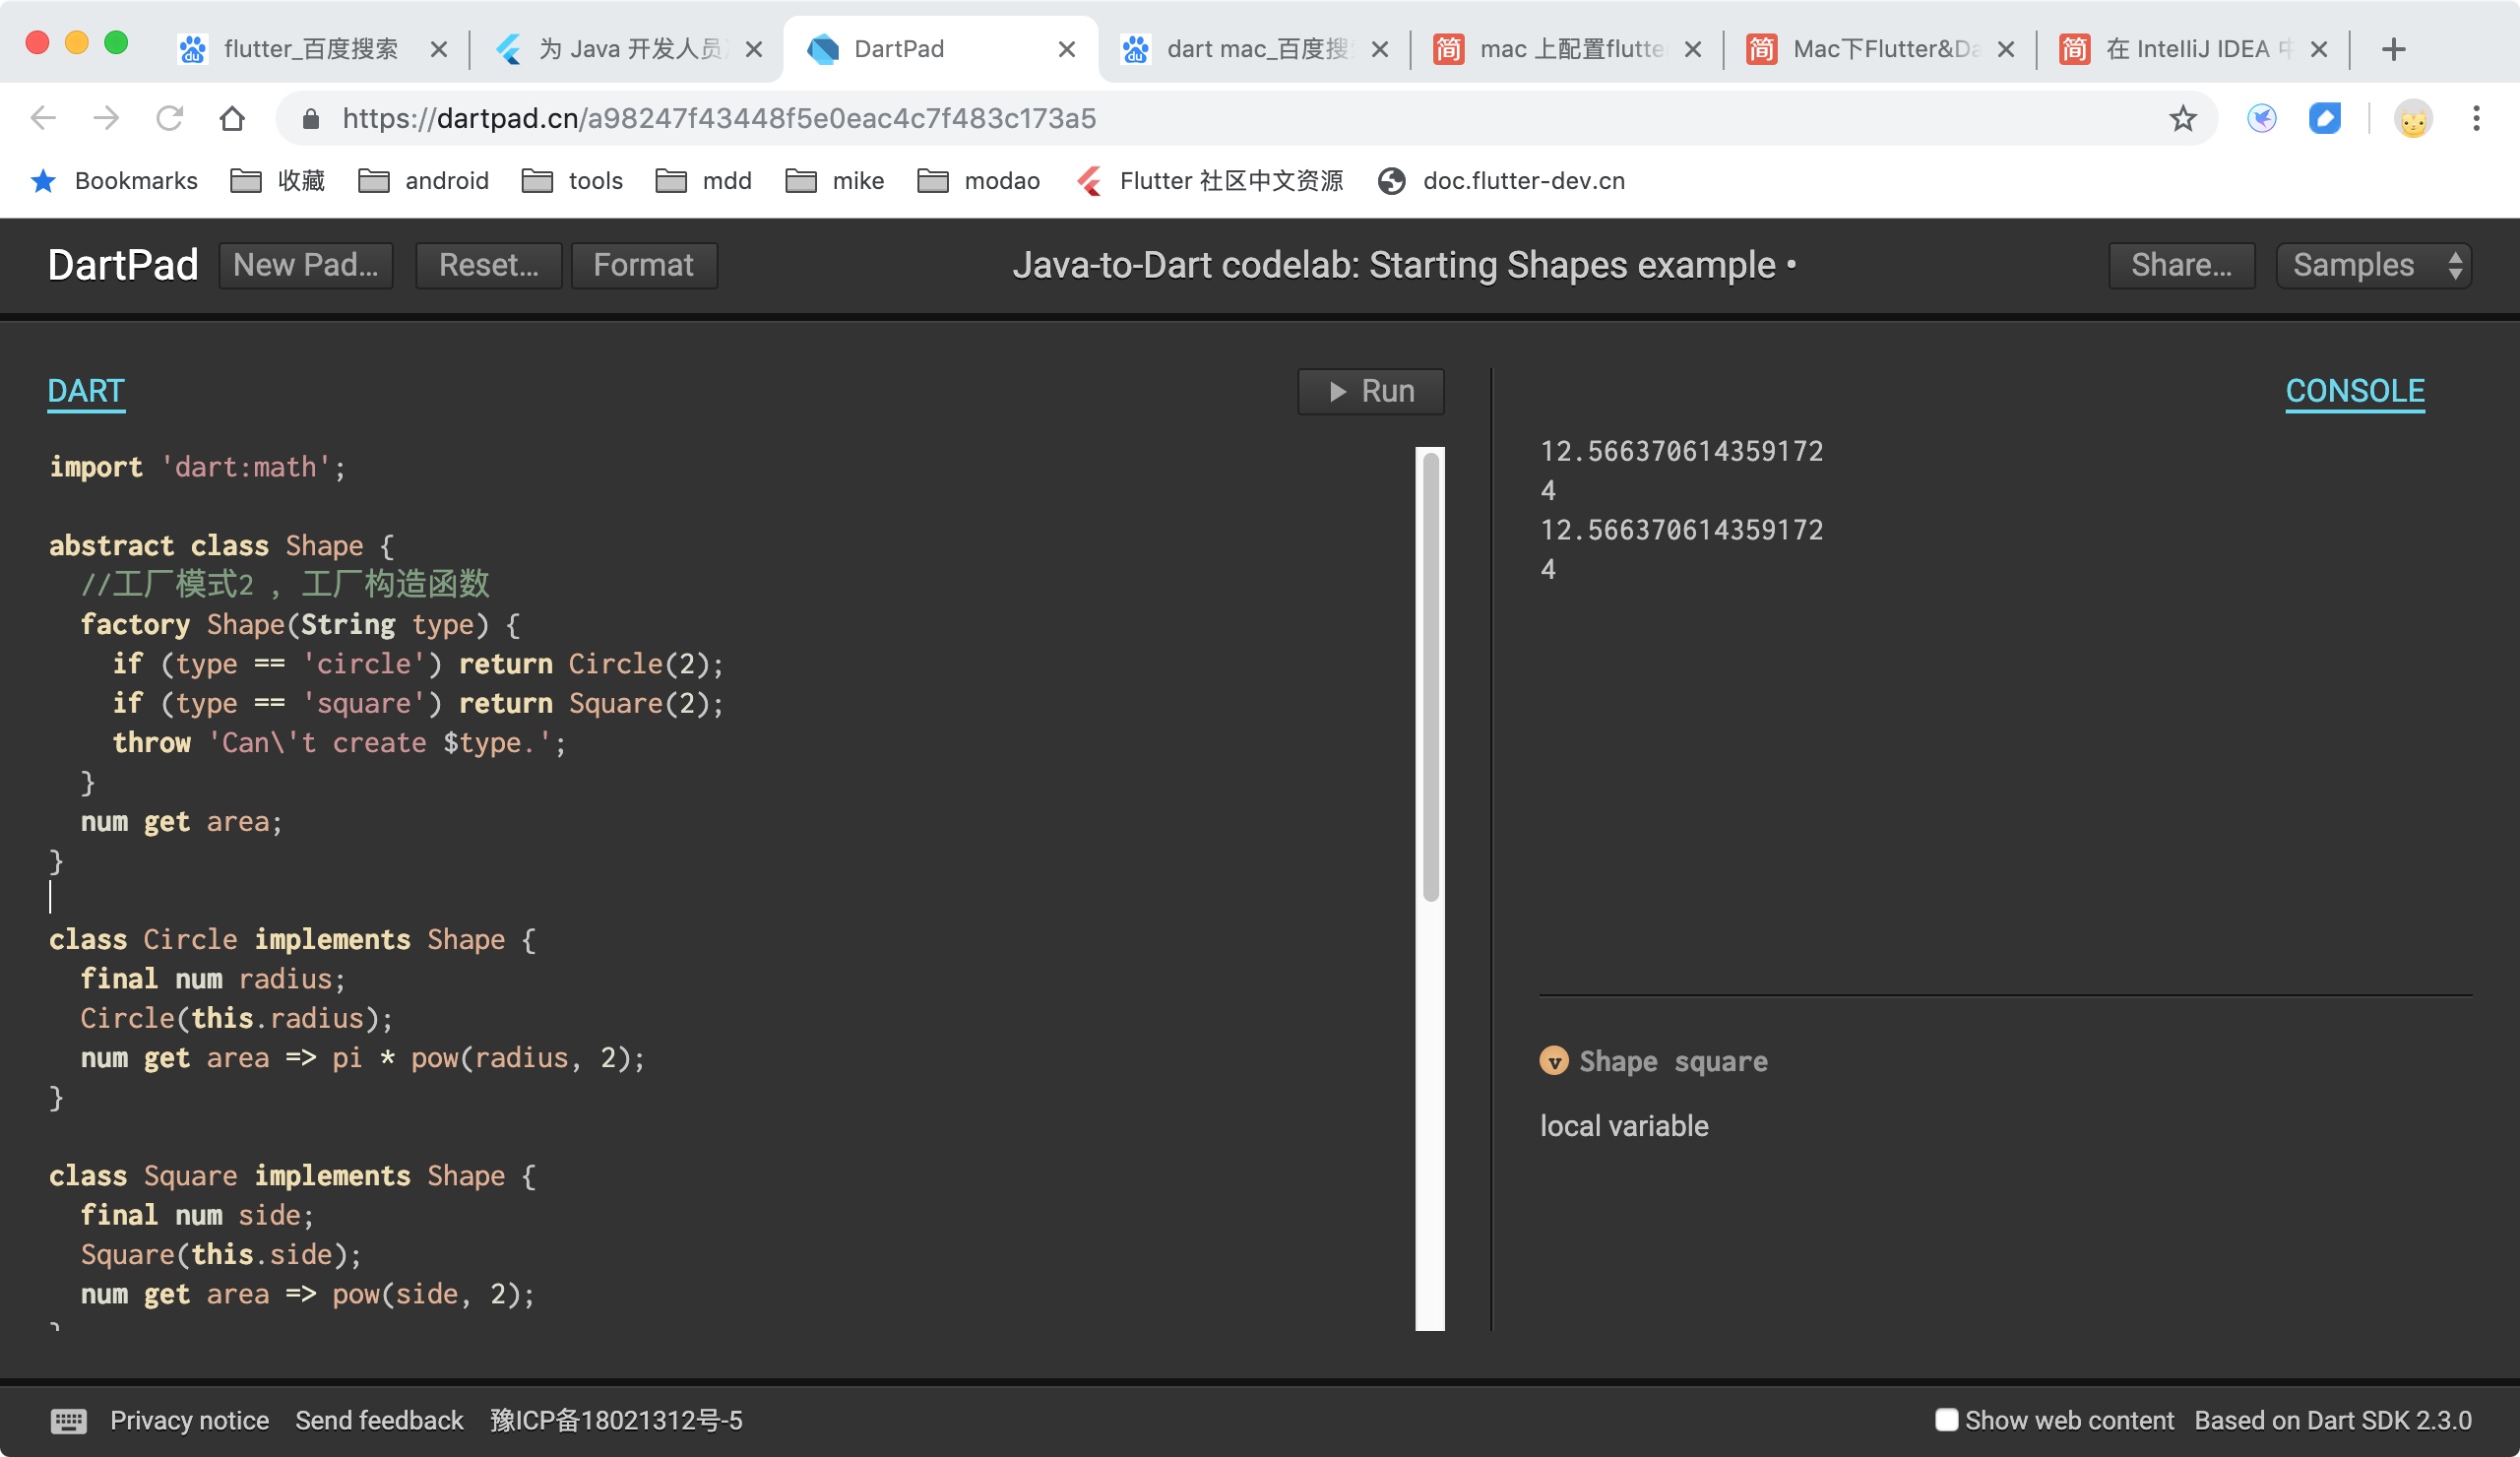 flutter_百度搜索
为 Java 开发人员
DartPad
dart mac_百度搜
mac 上配置flutte
Mac下Flutter&Da
在 IntelliJ IDEA 中
https://dartpad.cn/a98247f43448f5e0eac4c7f483c173a5
Bookmarks 收藏 android tools mdd mike modao Flutter 社区中文资源 doc.flutter-dev.cn
DartPad New Pad... Reset... Format Java-to-Dart codelab: Starting Shapes example • Share... Samples
DART
Run
import 'dart:math';
abstract class Shape {
//工厂模式2 ，工厂构造函数
factory Shape(String type) {
if (type == 'circle') return Circle(2);
if (type == 'square') return Square(2);
throw 'Can\'t create $type.';
}
num get area;
}
class Circle implements Shape {
final num radius;
Circle(this.radius);
num get area => pi * pow(radius, 2);
}
class Square implements Shape {
final num side;
Square(this.side);
num get area => pow(side, 2);
}
CONSOLE
12.566370614359172
4
12.566370614359172
4
v Shape square
local variable
Privacy notice Send feedback 豫ICP备18021312号-5
Show web content Based on Dart SDK 2.3.0